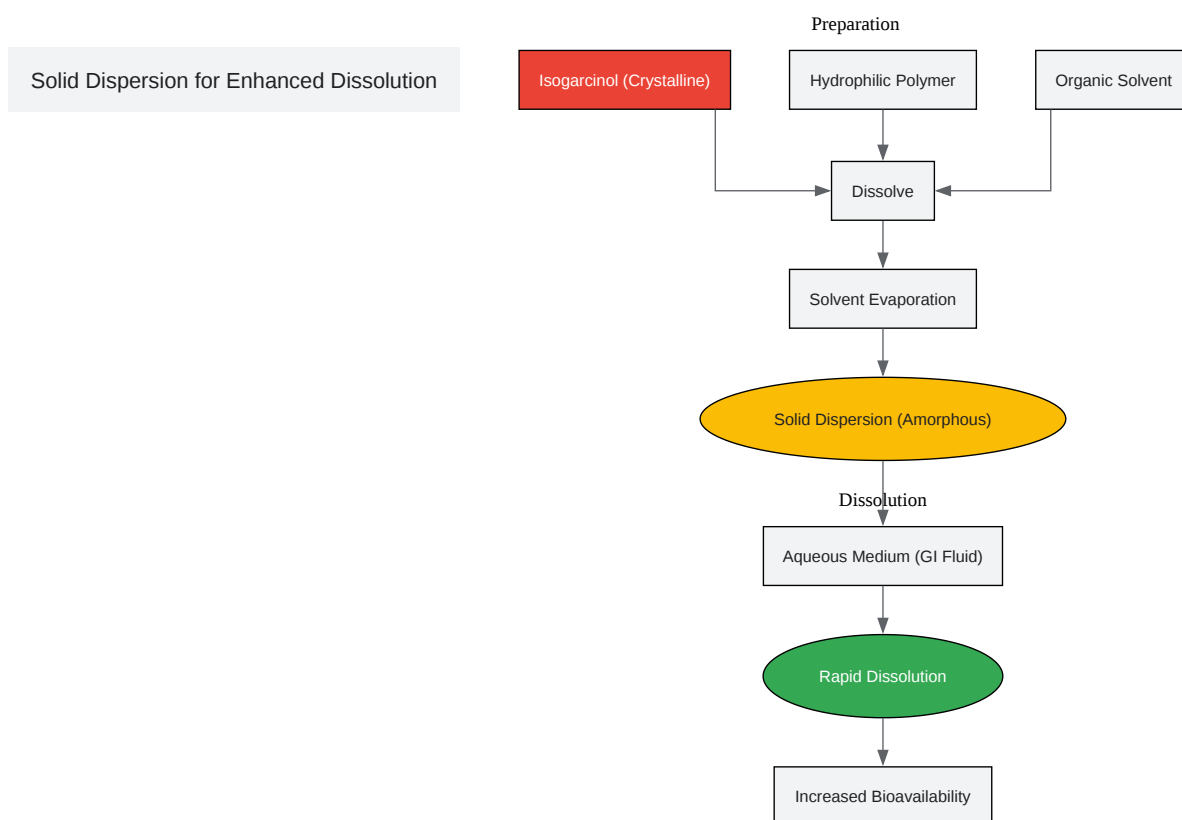 Preparation
Solid Dispersion for Enhanced Dissolution
Isogarcinol (Crystalline)
Hydrophilic Polymer
Organic Solvent
Dissolve
Solvent Evaporation
Solid Dispersion (Amorphous)
Dissolution
Aqueous Medium (GI Fluid)
Rapid Dissolution
Increased Bioavailability